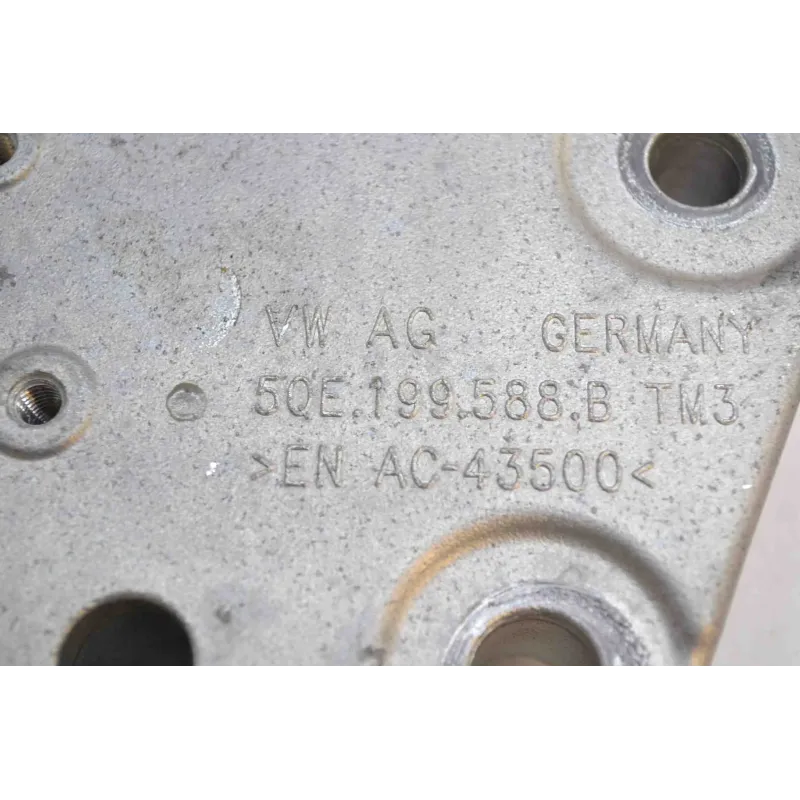 VW AG GERMANY
5QE.199.588.B TM3
>EN AC-43500<